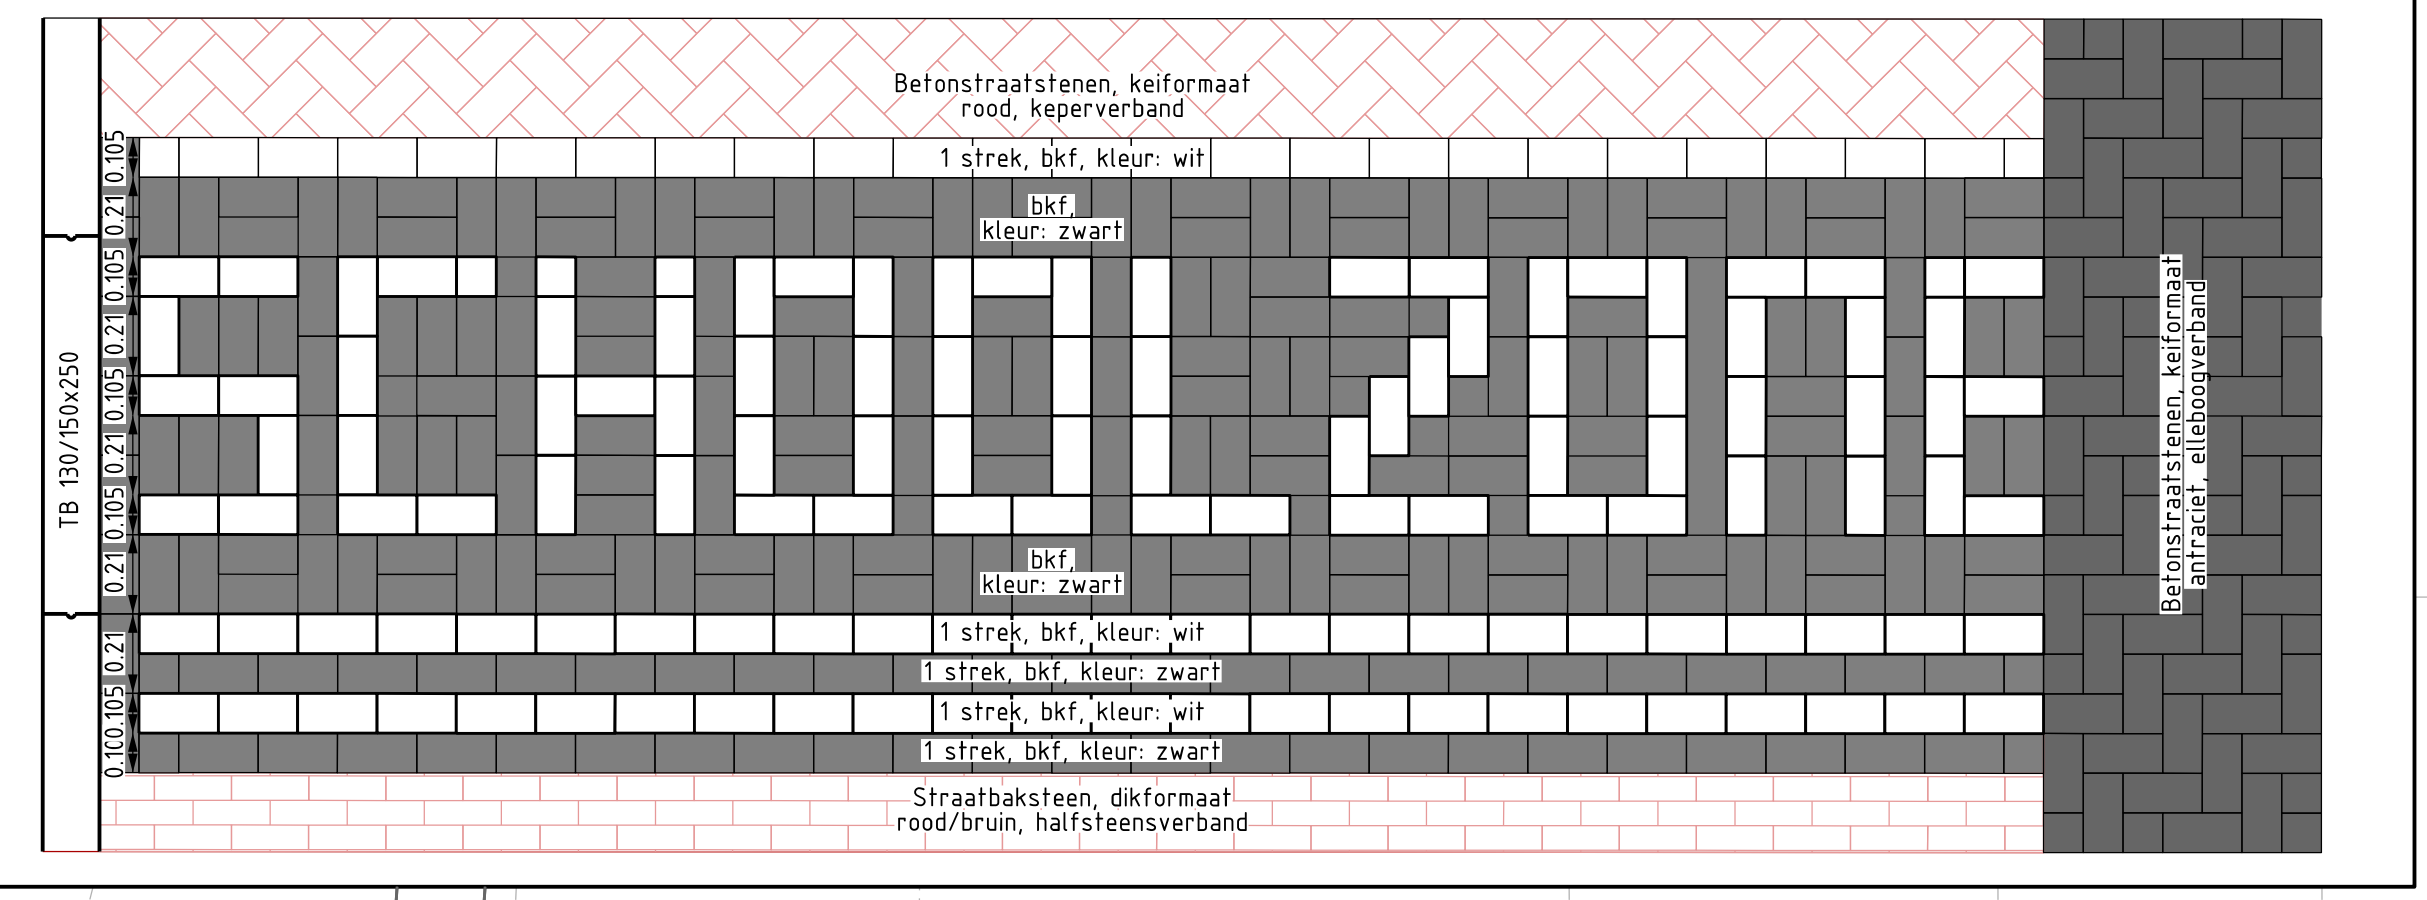 Betonstraatstenen, keiformaat
rood, keperverband
0.105
1 strek, bkf, kleur: wit
0.21
bkf,
kleur: zwart
0.105
0.21
0.105
0.21
0.105
SCHOOLZONE
TB 130/150x250
Betonstraatstenen, keiformaat
antraciet, elleboogverband
0.21
bkf,
kleur: zwart
0.21
1 strek, bkf, kleur: wit
1 strek, bkf, kleur: zwart
0.105
1 strek, bkf, kleur: wit
0.10
1 strek, bkf, kleur: zwart
Straatbaksteen, dikformaat
rood/bruin, halfsteensverband